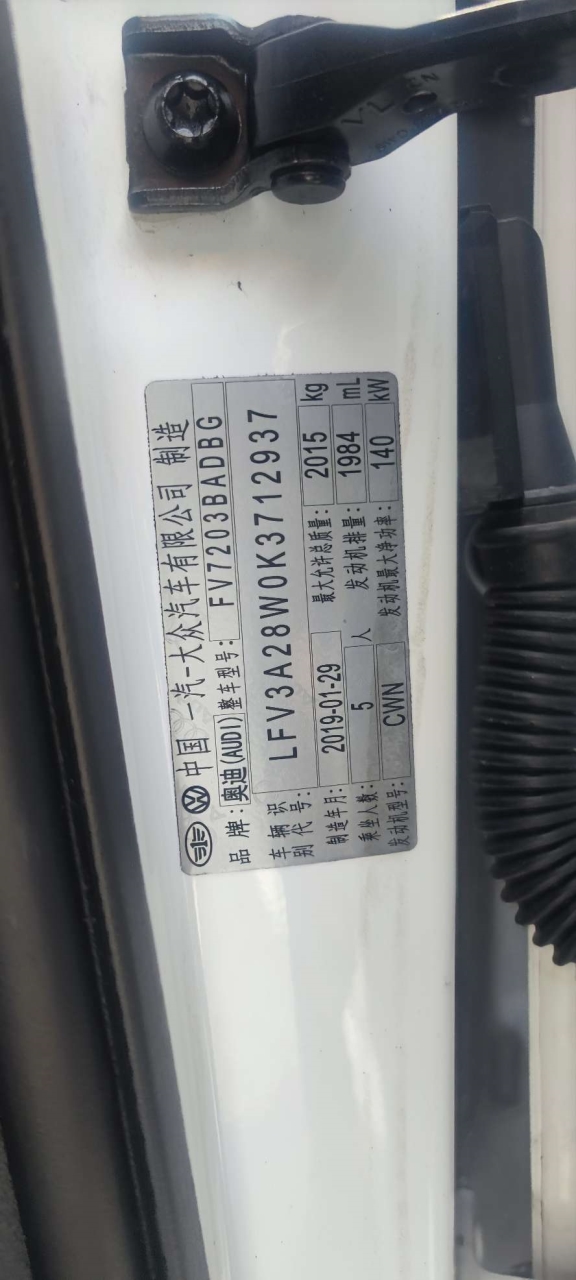 中国 一汽-大众汽车有限公司 制造
品牌: 奥迪(AUDI) 整车型号: FV7203BADBG
车辆识别代号: LFV3A28W0K3712937
制造年月: 2019-01-29 最大允许总质量: 2015 kg
乘坐人数: 5 人 发动机排量: 1984 mL
发动机型号: CWN 发动机最大净功率: 140 kW